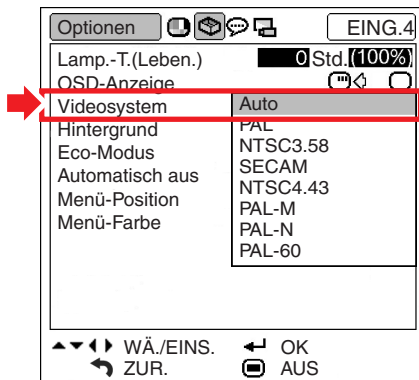 Optionen EING.4
Lamp.-T.(Leben.) 0 Std.(100%)
OSD-Anzeige
Videosystem Auto
Hintergrund PAL
Eco-Modus NTSC3.58
Automatisch aus SECAM
Menü-Position NTSC4.43
Menü-Farbe PAL-M
PAL-N
PAL-60
WÄ./EINS. OK
ZUR. AUS